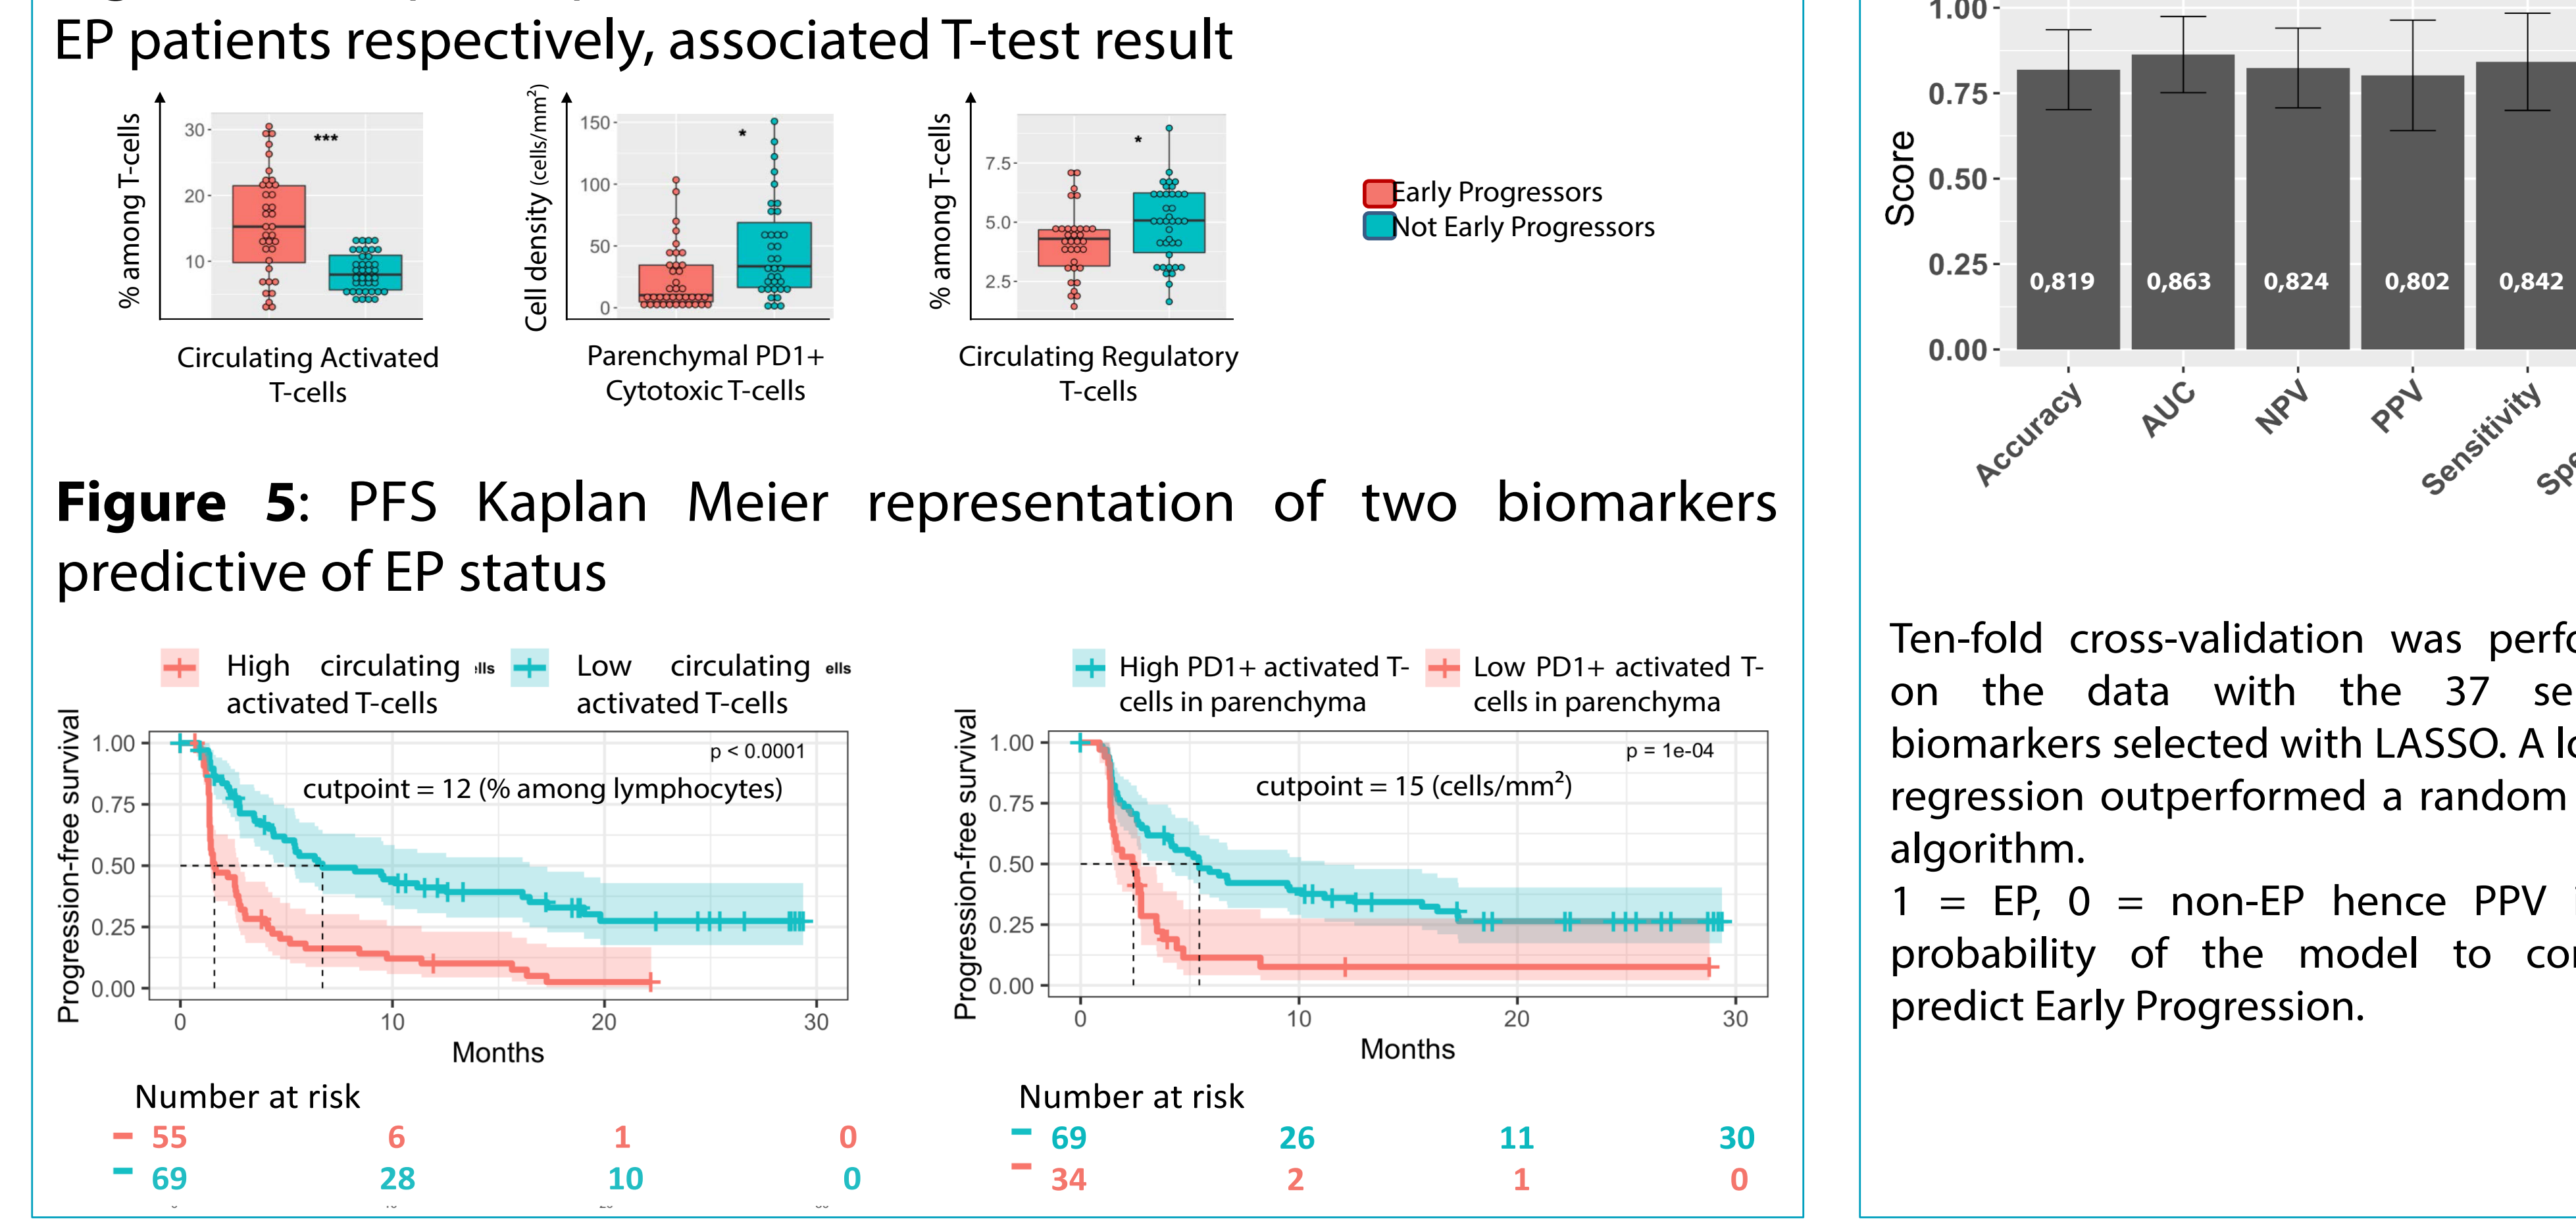 EP patients respectively, associated T-test result
% among T-cells
30
20
10
***
Circulating Activated
T-cells
Cell density (cells/mm²)
150
100
50
0
*
Parenchymal PD1+
Cytotoxic T-cells
% among T-cells
7.5
5.0
2.5
*
Circulating Regulatory
T-cells
Early Progressors
Not Early Progressors
Figure 5: PFS Kaplan Meier representation of two biomarkers
predictive of EP status
High circulating
activated T-cells
ells
Low circulating
activated T-cells
ells
Progression-free survival
1.00
0.75
0.50
0.25
0.00
p < 0.0001
cutpoint = 12 (% among lymphocytes)
0 10 20 30
Months
Number at risk
55 6 1 0
69 28 10 0
High PD1+ activated T-
cells in parenchyma
Low PD1+ activated T-
cells in parenchyma
Progression-free survival
1.00
0.75
0.50
0.25
0.00
p = 1e-04
cutpoint = 15 (cells/mm²)
0 10 20 30
Months
Number at risk
69 26 11 30
34 2 1 0
Score
1.00
0.75
0.50
0.25
0.00
0,819 0,863 0,824 0,802 0,842
Accuracy
AUC
NPV
PPV
Sensitivity
Spe
Ten-fold cross-validation was perfo
on the data with the 37 se
biomarkers selected with LASSO. A lo
regression outperformed a random
algorithm.
1 = EP, 0 = non-EP hence PPV
probability of the model to cor
predict Early Progression.